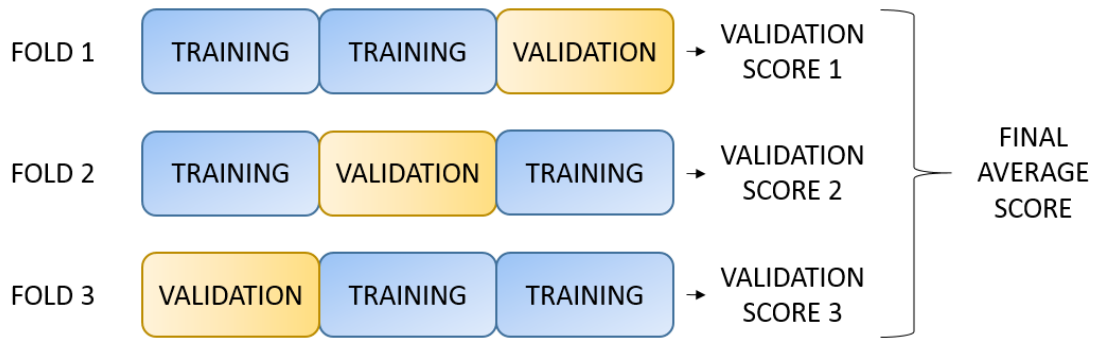 FOLD 1
TRAINING
TRAINING
VALIDATION
VALIDATION
SCORE 1
FOLD 2
TRAINING
VALIDATION
TRAINING
VALIDATION
SCORE 2
FOLD 3
VALIDATION
TRAINING
TRAINING
VALIDATION
SCORE 3
FINAL
AVERAGE
SCORE